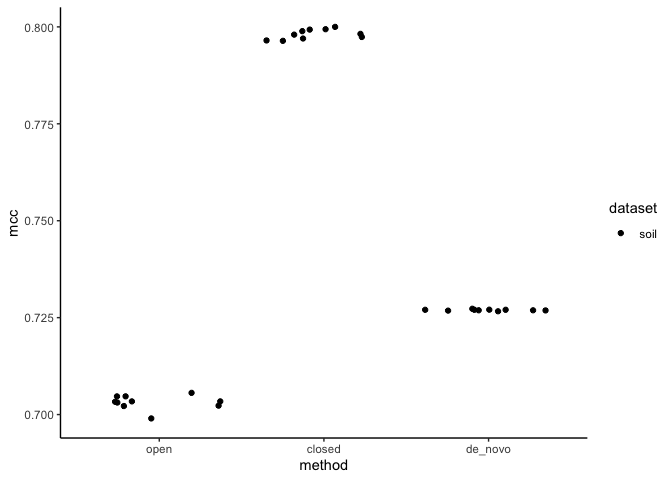 0.800
0.775
0.750
0.725
0.700
mcc
open
closed
de_novo
method
dataset
soil